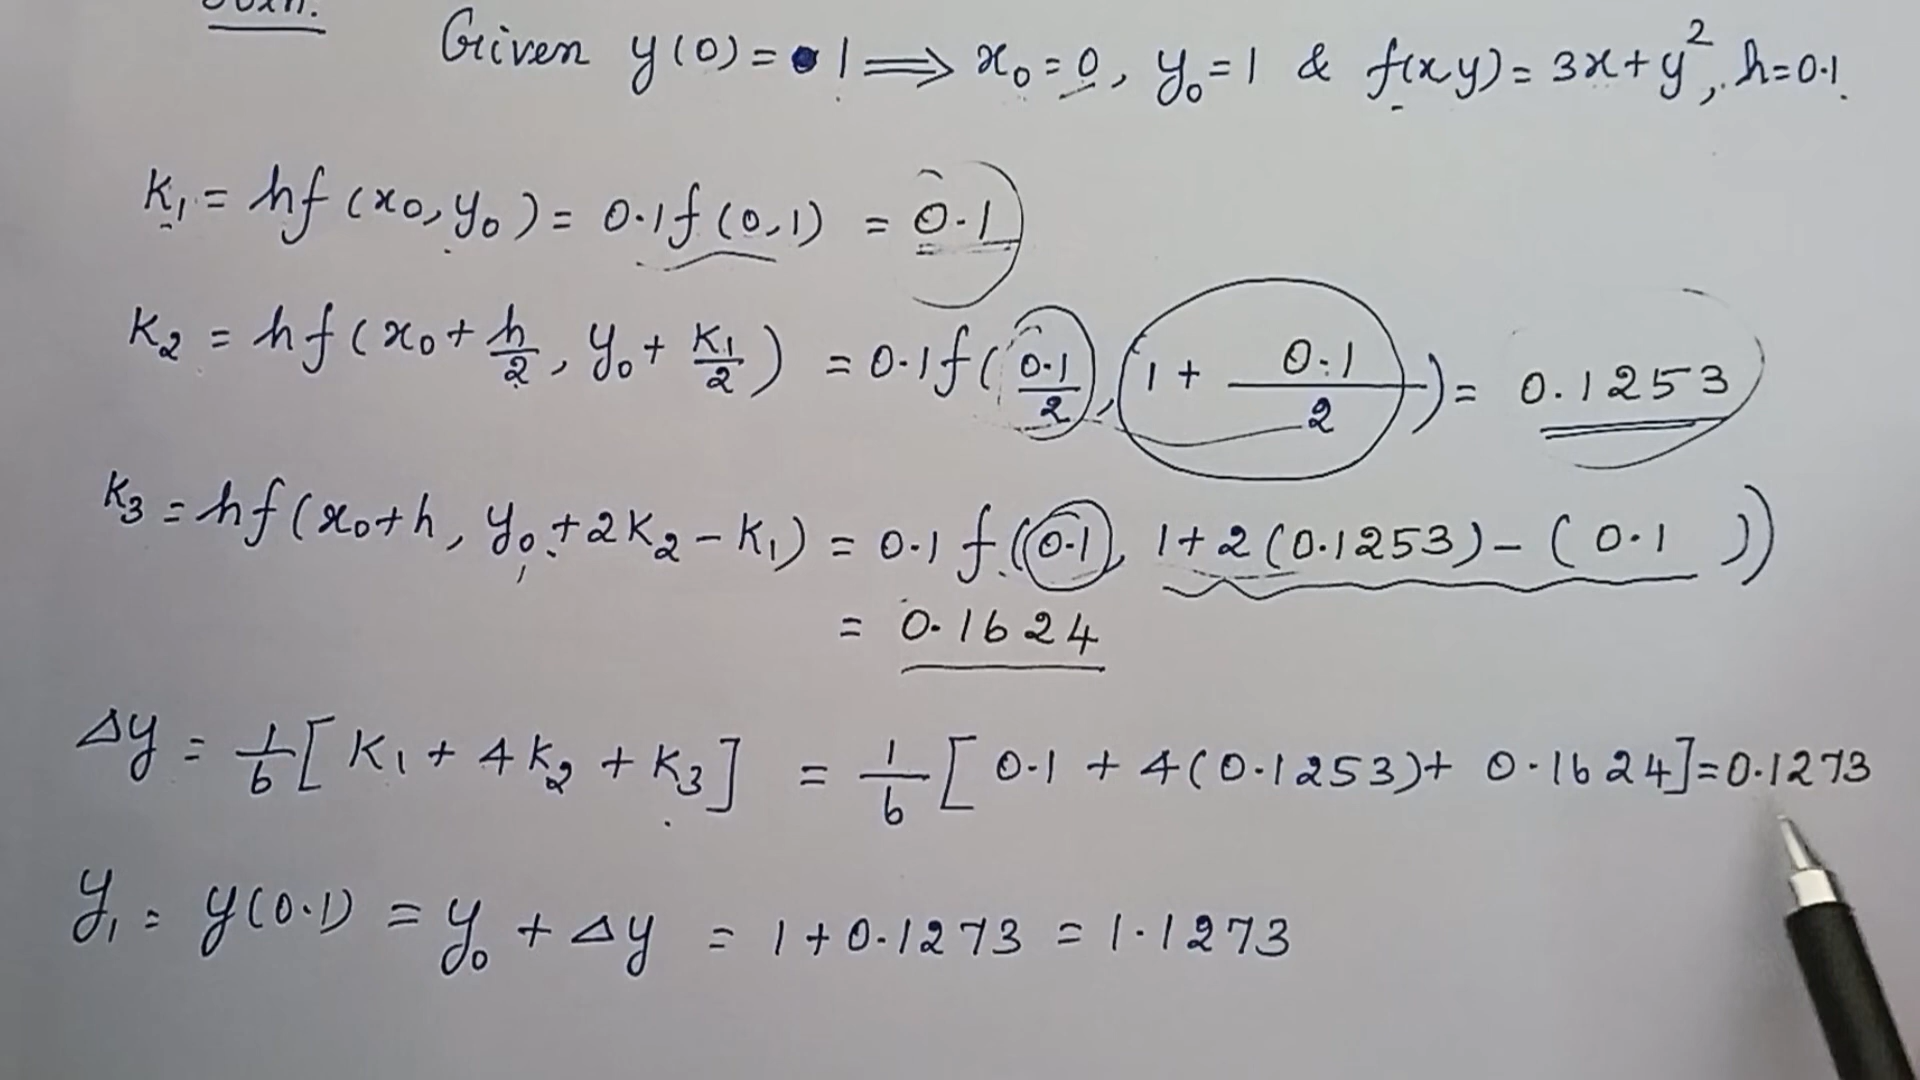 Soln.
Given y(0) = 1 ⟹ x₀ = 0, y₀ = 1 & f(x y) = 3x + y², h = 0.1
K₁ = hf(x₀, y₀) = 0.1 f(0, 1) = 0.1
K₂ = hf(x₀ + h/2, y₀ + K₁/2) = 0.1 f(0.1/2, 1 + 0.1/2) = 0.1253
K₃ = hf(x₀+h, y₀+2K₂ - K₁) = 0.1 f(0.1, 1+2(0.1253) - (0.1))
= 0.1624
Δy = 1/6 [K₁ + 4K₂ + K₃] = 1/6 [0.1 + 4(0.1253) + 0.1624] = 0.1273
y₁ = y(0.1) = y₀ + Δy = 1 + 0.1273 = 1.1273